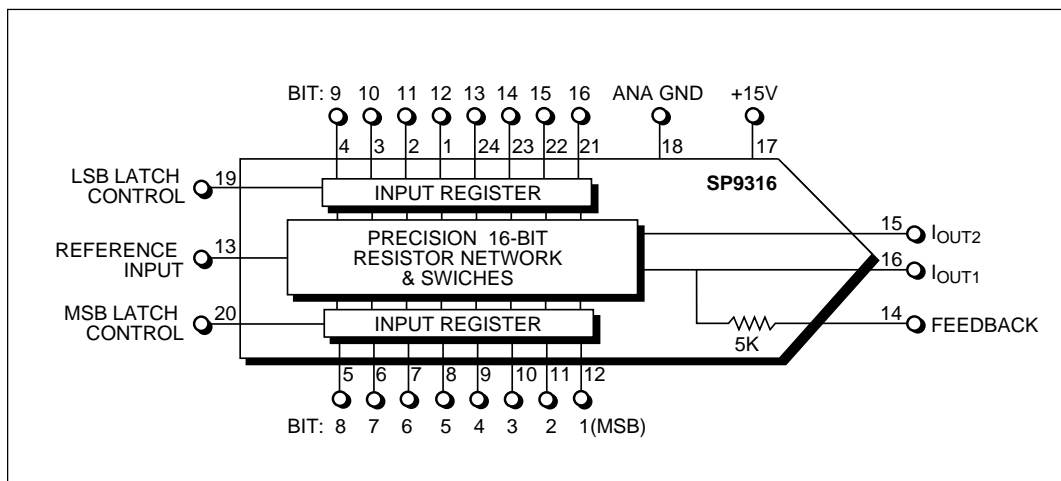 BIT: 9 10 11 12 13 14 15 16 ANA GND +15V
4 3 2 1 24 23 22 21 18 17
SP9316
LSB LATCH
CONTROL
19
INPUT REGISTER
15
IOUT2
REFERENCE
INPUT
13
PRECISION 16-BIT
RESISTOR NETWORK
& SWICHES
16
IOUT1
MSB LATCH
CONTROL
20
INPUT REGISTER
5K
14
FEEDBACK
5 6 7 8 9 10 11 12
BIT: 8 7 6 5 4 3 2 1(MSB)